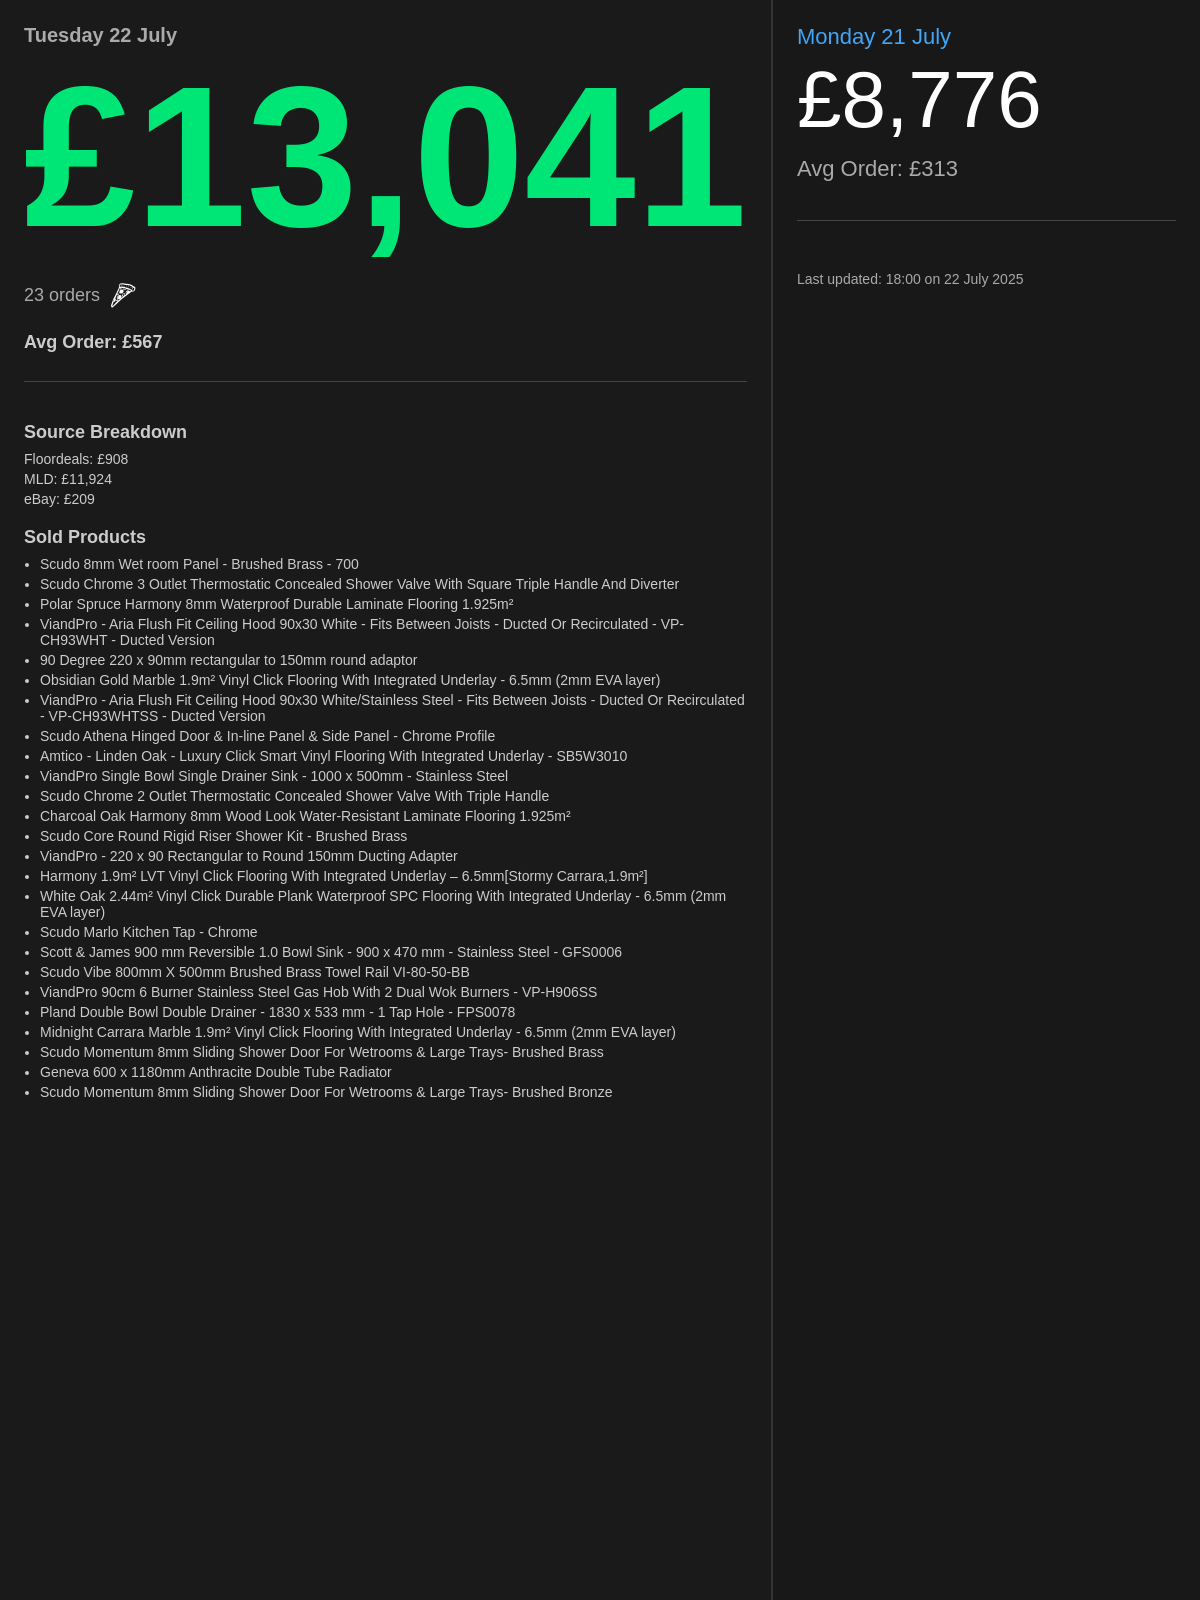 Tuesday 22 July
£13,041
23 orders
Avg Order: £567
Source Breakdown
Floordeals: £908
MLD: £11,924
eBay: £209
Sold Products
• Scudo 8mm Wet room Panel - Brushed Brass - 700
• Scudo Chrome 3 Outlet Thermostatic Concealed Shower Valve With Square Triple Handle And Diverter
• Polar Spruce Harmony 8mm Waterproof Durable Laminate Flooring 1.925m²
• ViandPro - Aria Flush Fit Ceiling Hood 90x30 White - Fits Between Joists - Ducted Or Recirculated - VP-
CH93WHT - Ducted Version
• 90 Degree 220 x 90mm rectangular to 150mm round adaptor
• Obsidian Gold Marble 1.9m² Vinyl Click Flooring With Integrated Underlay - 6.5mm (2mm EVA layer)
• ViandPro - Aria Flush Fit Ceiling Hood 90x30 White/Stainless Steel - Fits Between Joists - Ducted Or Recirculated
- VP-CH93WHTSS - Ducted Version
• Scudo Athena Hinged Door & In-line Panel & Side Panel - Chrome Profile
• Amtico - Linden Oak - Luxury Click Smart Vinyl Flooring With Integrated Underlay - SB5W3010
• ViandPro Single Bowl Single Drainer Sink - 1000 x 500mm - Stainless Steel
• Scudo Chrome 2 Outlet Thermostatic Concealed Shower Valve With Triple Handle
• Charcoal Oak Harmony 8mm Wood Look Water-Resistant Laminate Flooring 1.925m²
• Scudo Core Round Rigid Riser Shower Kit - Brushed Brass
• ViandPro - 220 x 90 Rectangular to Round 150mm Ducting Adapter
• Harmony 1.9m² LVT Vinyl Click Flooring With Integrated Underlay – 6.5mm[Stormy Carrara,1.9m²]
• White Oak 2.44m² Vinyl Click Durable Plank Waterproof SPC Flooring With Integrated Underlay - 6.5mm (2mm
EVA layer)
• Scudo Marlo Kitchen Tap - Chrome
• Scott & James 900 mm Reversible 1.0 Bowl Sink - 900 x 470 mm - Stainless Steel - GFS0006
• Scudo Vibe 800mm X 500mm Brushed Brass Towel Rail VI-80-50-BB
• ViandPro 90cm 6 Burner Stainless Steel Gas Hob With 2 Dual Wok Burners - VP-H906SS
• Pland Double Bowl Double Drainer - 1830 x 533 mm - 1 Tap Hole - FPS0078
• Midnight Carrara Marble 1.9m² Vinyl Click Flooring With Integrated Underlay - 6.5mm (2mm EVA layer)
• Scudo Momentum 8mm Sliding Shower Door For Wetrooms & Large Trays- Brushed Brass
• Geneva 600 x 1180mm Anthracite Double Tube Radiator
• Scudo Momentum 8mm Sliding Shower Door For Wetrooms & Large Trays- Brushed Bronze
Monday 21 July
£8,776
Avg Order: £313
Last updated: 18:00 on 22 July 2025